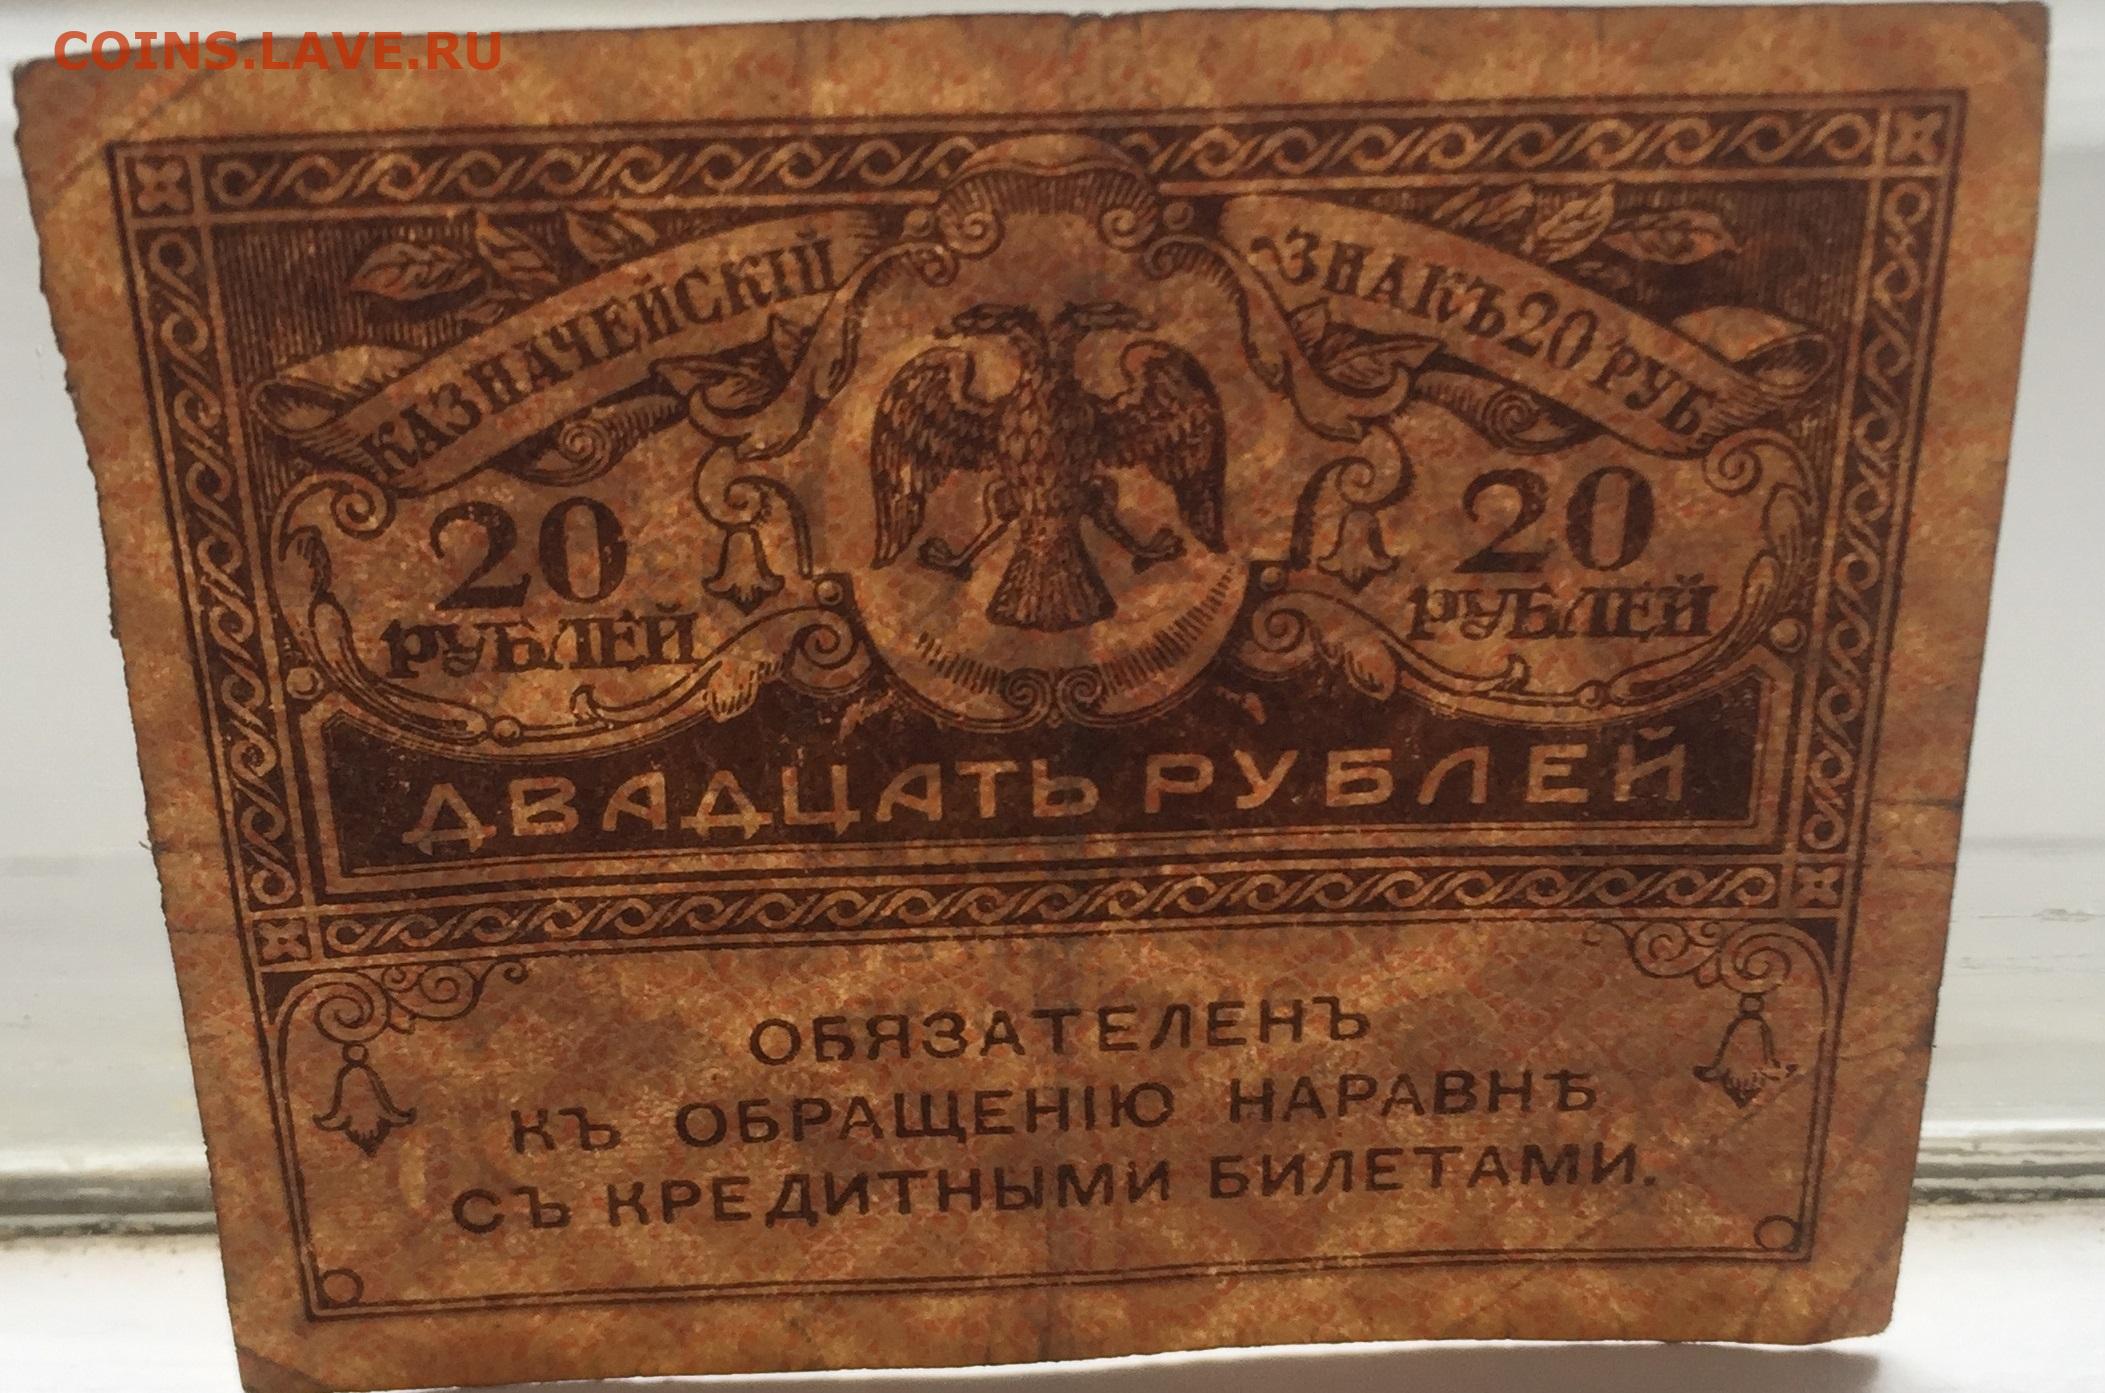 COINS.LAVE.RU
КАЗНАЧЕЙСКІЙ ЗНАКЪ 20 РУБ
20 20
РУБЛЕЙ РУБЛЕЙ
ДВАДЦАТЬ РУБЛЕЙ
ОБЯЗАТЕЛЕНЪ
КЪ ОБРАЩЕНІЮ НАРАВНѢ
СЪ КРЕДИТНЫМИ БИЛЕТАМИ.